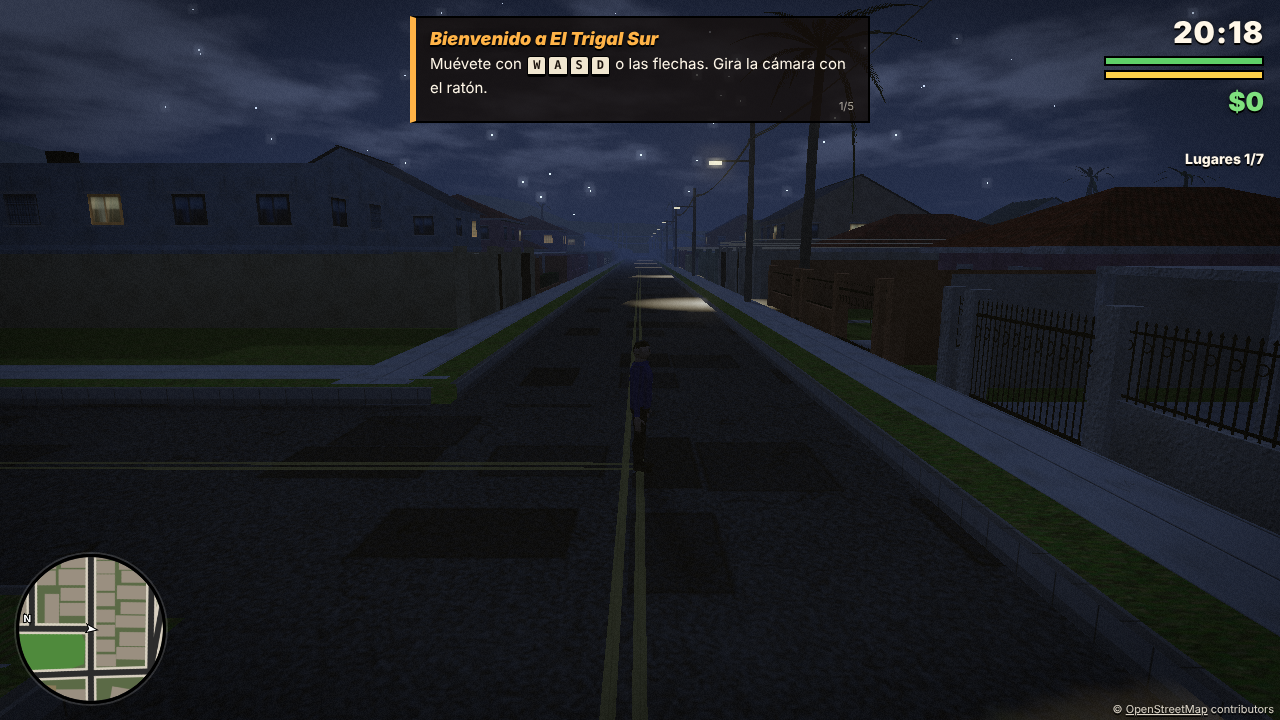 Bienvenido a El Trigal Sur
Muévete con W A S D o las flechas. Gira la cámara con
el ratón.
1/5
20:18
$0
Lugares 1/7
N
© OpenStreetMap contributors